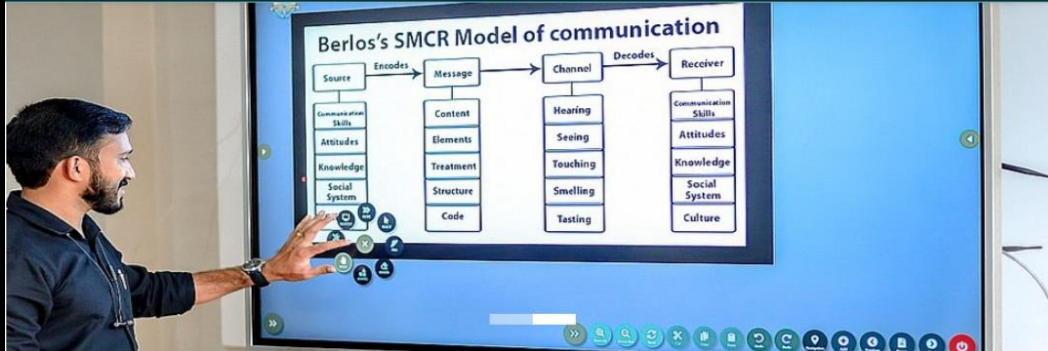 Berlos's SMCR Model of communication
Source
Encodes
Message
Channel
Decodes
Receiver
Communication
Skills
Attitudes
Knowledge
Social
System
Content
Elements
Treatment
Structure
Code
Hearing
Seeing
Touching
Smelling
Tasting
Communication
Skills
Attitudes
Knowledge
Social
System
Culture